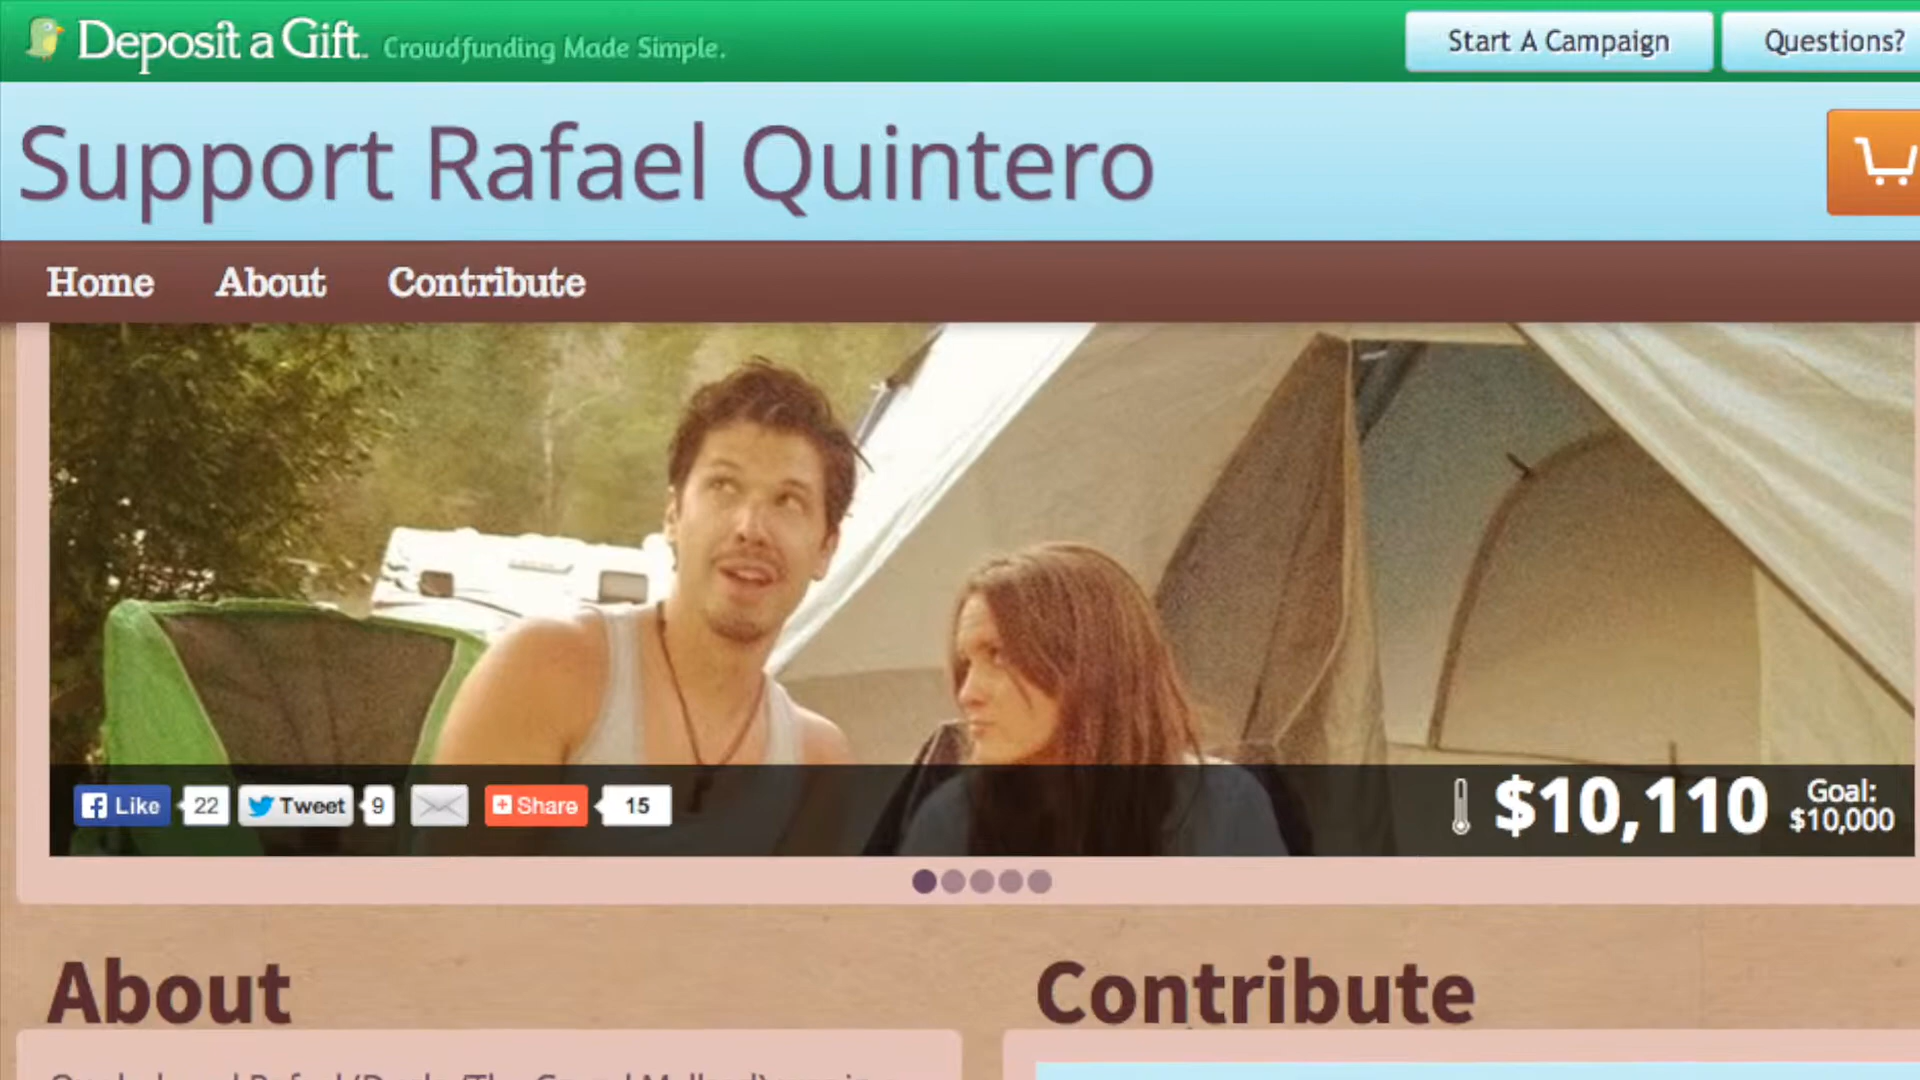 Deposit a Gift. Crowdfunding Made Simple.
Start A Campaign
Questions?
Support Rafael Quintero
Home About Contribute
Like 22 Tweet 9 Share 15
$10,110
Goal:
$10,000
About
Contribute